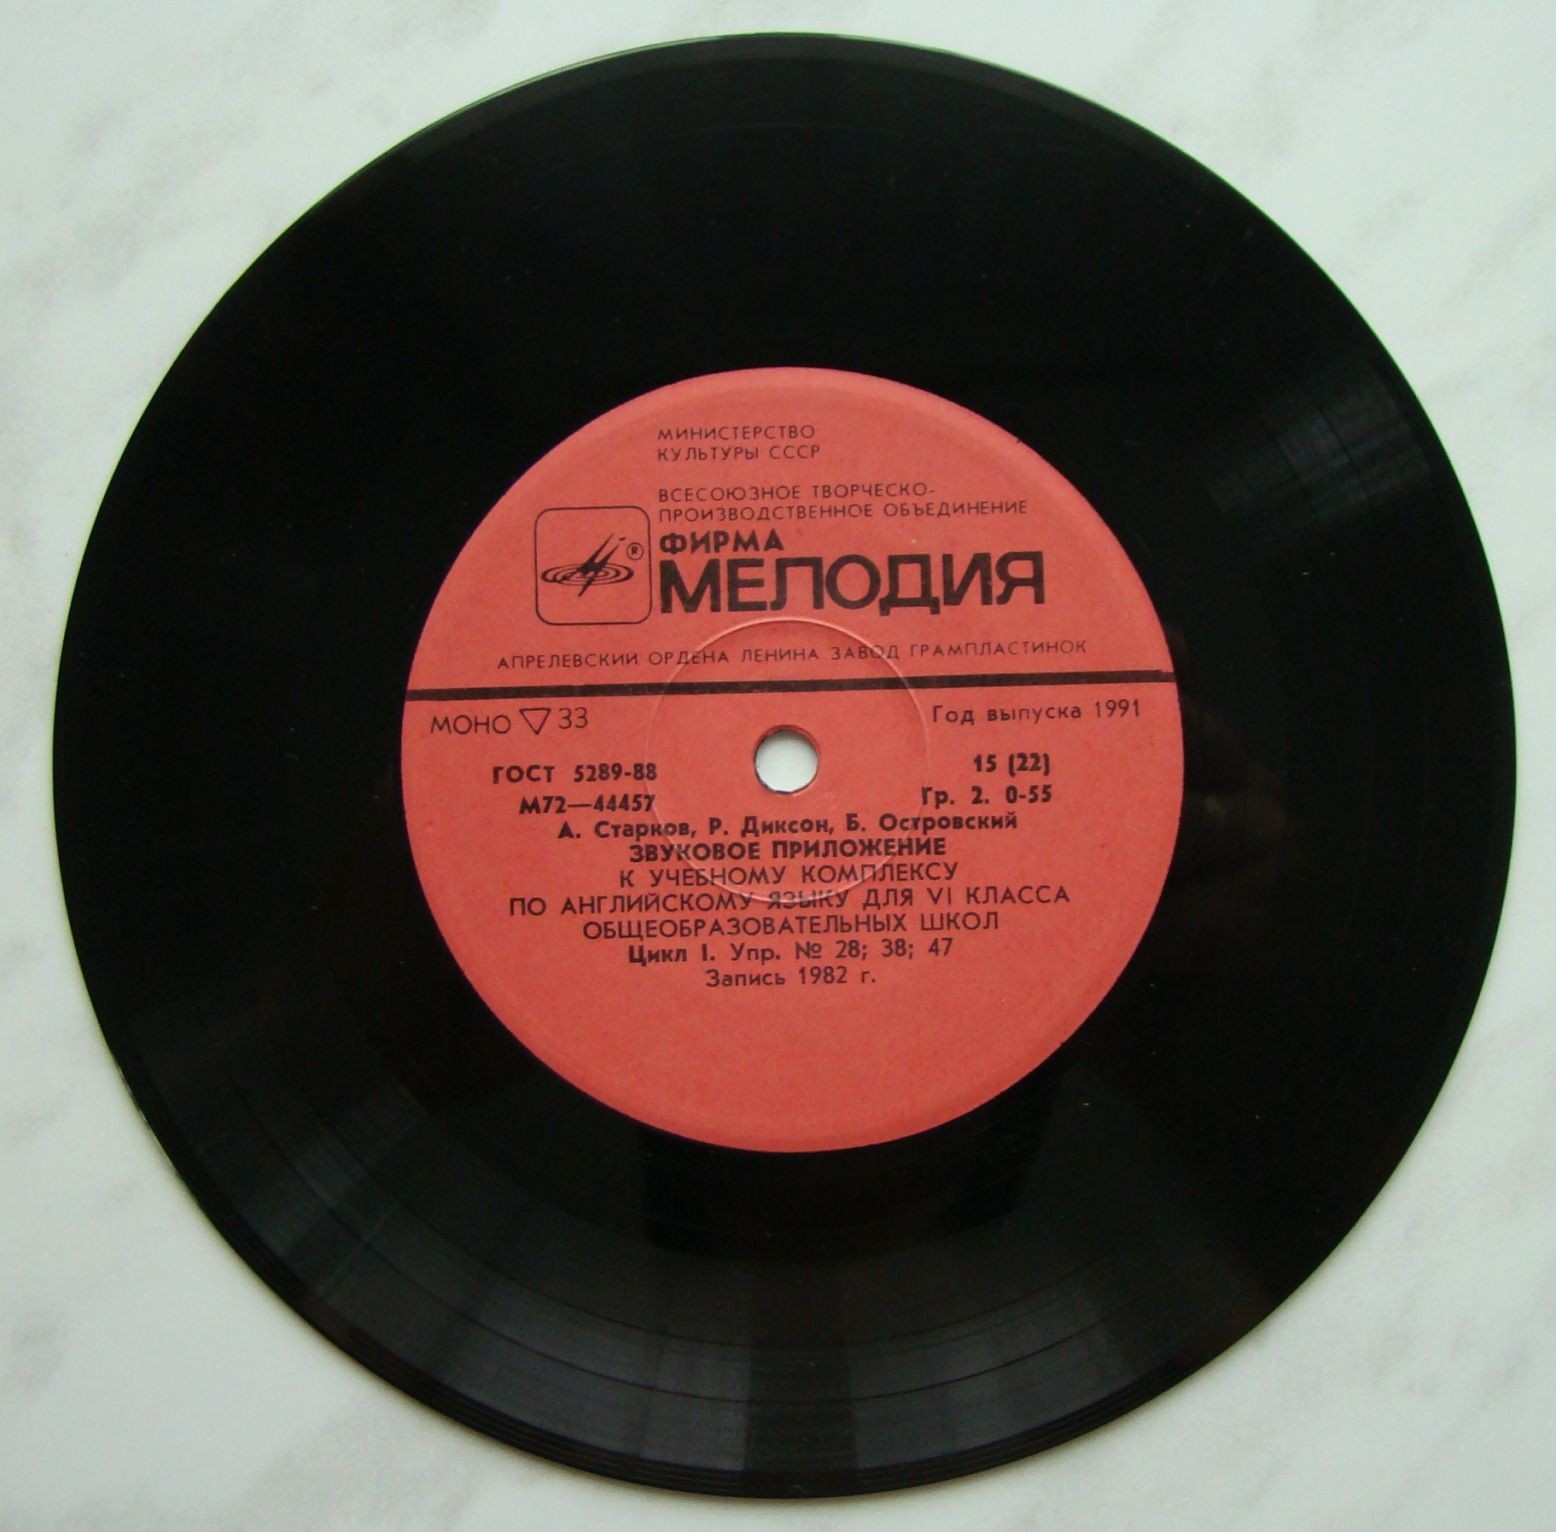 МИНИСТЕРСТВО
КУЛЬТУРЫ СССР
ВСЕСОЮЗНОЕ ТВОРЧЕСКО-
ПРОИЗВОДСТВЕННОЕ ОБЪЕДИНЕНИЕ
®
ФИРМА
МЕЛОДИЯ
АПРЕЛЕВСКИЙ ОРДЕНА ЛЕНИНА ЗАВОД ГРАМПЛАСТИНОК
МОНО ▽ 33 Год выпуска 1991
ГОСТ 5289-88 15 (22)
М72—44457 Гр. 2. 0-55
А. Старков, Р. Диксон, Б. Островский
ЗВУКОВОЕ ПРИЛОЖЕНИЕ
К УЧЕБНОМУ КОМПЛЕКСУ
ПО АНГЛИЙСКОМУ ЯЗЫКУ ДЛЯ VI КЛАССА
ОБЩЕОБРАЗОВАТЕЛЬНЫХ ШКОЛ
Цикл I. Упр. № 28; 38; 47
Запись 1982 г.